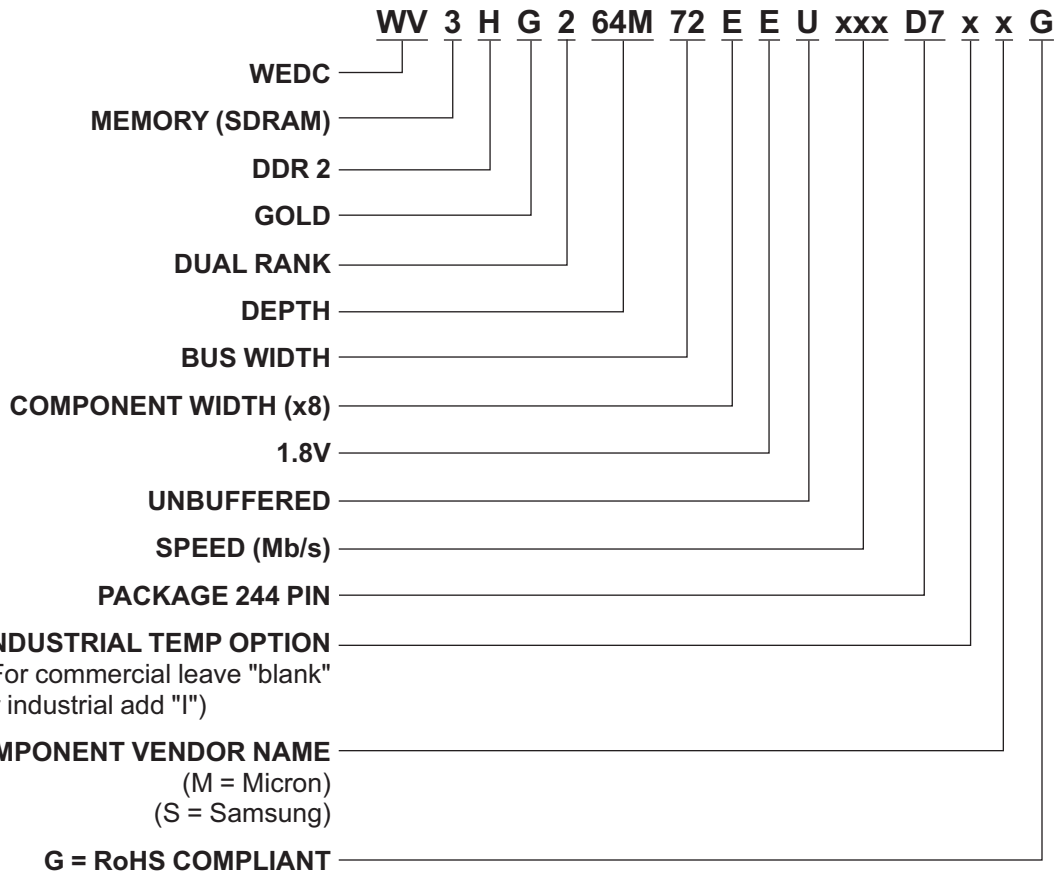 WV 3 H G 2 64M 72 E E U xxx D7 x x G
WEDC
MEMORY (SDRAM)
DDR 2
GOLD
DUAL RANK
DEPTH
BUS WIDTH
COMPONENT WIDTH (x8)
1.8V
UNBUFFERED
SPEED (Mb/s)
PACKAGE 244 PIN
NDUSTRIAL TEMP OPTION
For commercial leave "blank"
industrial add "I")
MPONENT VENDOR NAME
(M = Micron)
(S = Samsung)
G = RoHS COMPLIANT